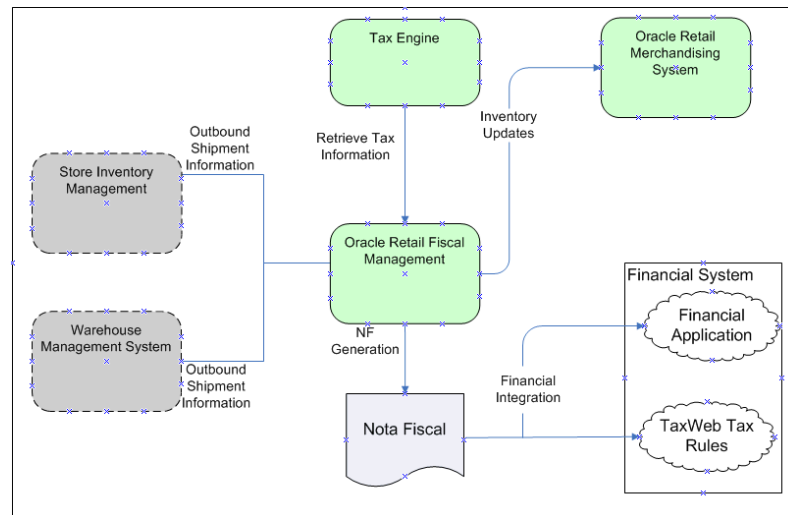 Tax Engine
Oracle Retail
Merchandising
System
Outbound
Shipment
Information
Retrieve Tax
Information
Inventory
Updates
Store Inventory
Management
Oracle Retail Fiscal
Management
Financial System
Financial
Application
Warehouse
Management System
NF
Generation
Outbound
Shipment
Information
Financial
Integration
Nota Fiscal
TaxWeb Tax
Rules